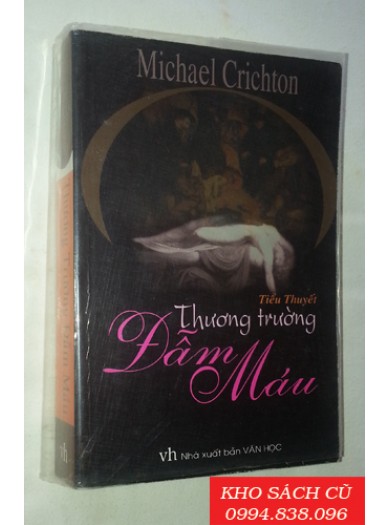 Michael Crichton
Tiểu Thuyết
Thương trường
Đẫm
Máu
vh Nhà xuất bản VĂN HỌC
vh
KHO SÁCH CŨ
0994.838.096